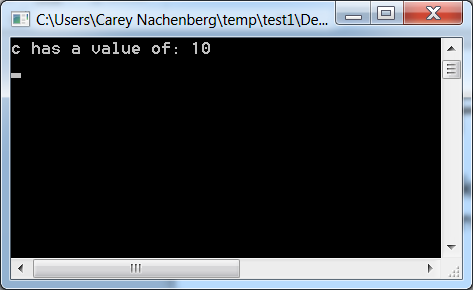 C:\Users\Carey Nachenberg\temp\test1\De...
c has a value of: 10